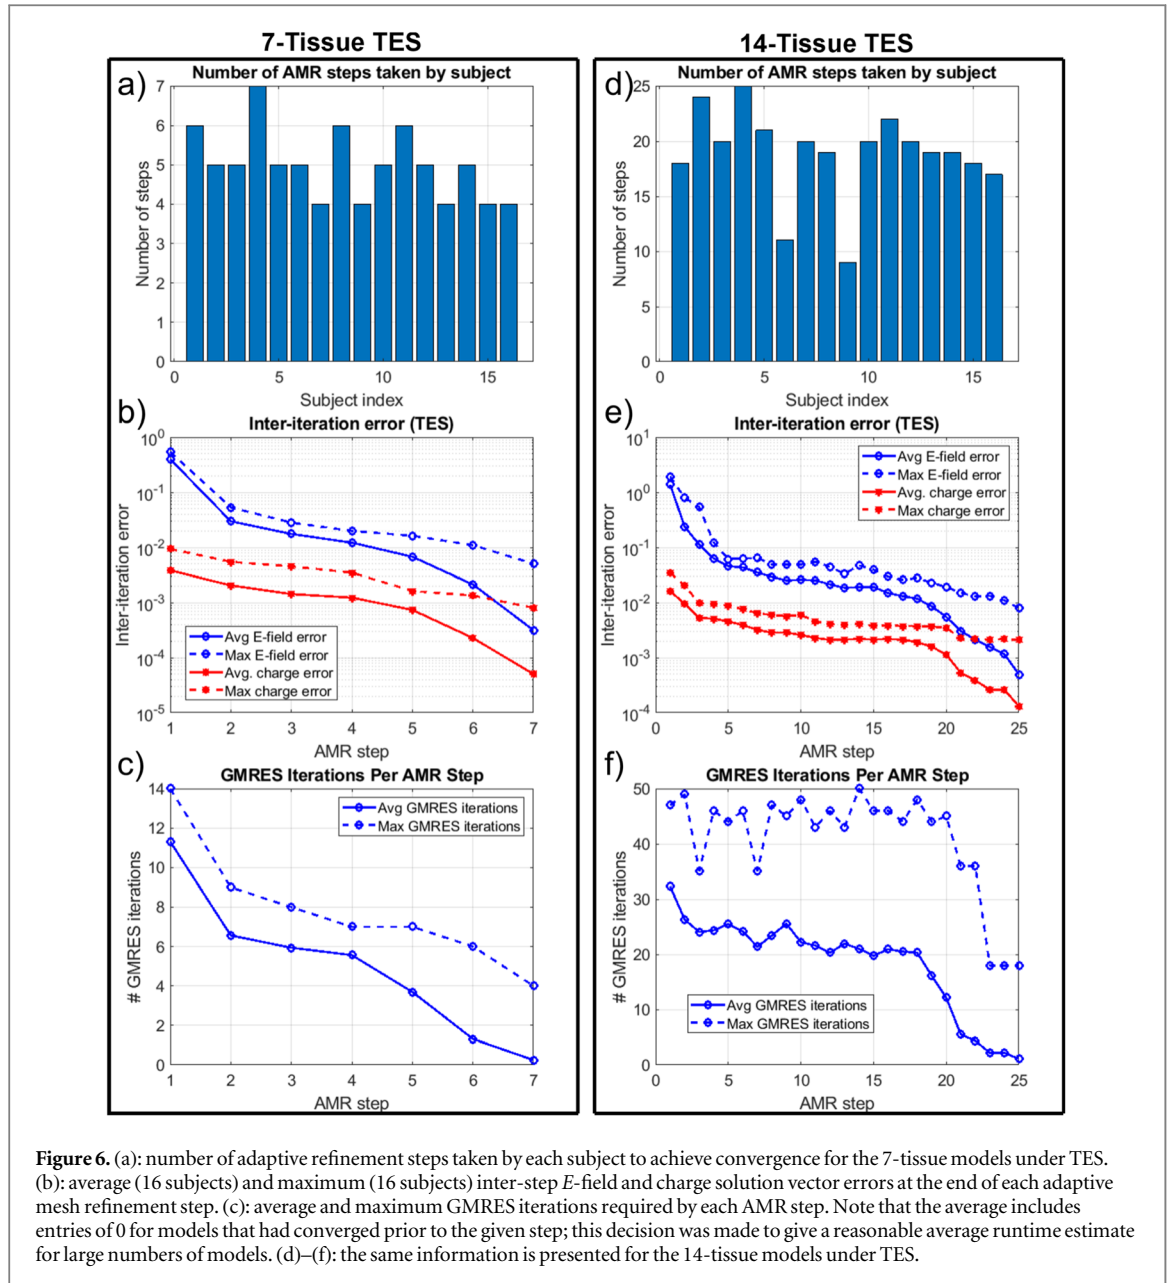 7-Tissue TES
14-Tissue TES
a)
Number of AMR steps taken by subject
7
6
5
4
3
2
1
0
Number of steps
0 5 10 15
Subject index
d)
Number of AMR steps taken by subject
25
20
15
10
5
0
Number of steps
0 5 10 15
Subject index
b)
Inter-iteration error (TES)
10^0
10^-1
10^-2
10^-3
10^-4
10^-5
Inter-iteration error
Avg E-field error
Max E-field error
Avg. charge error
Max charge error
1 2 3 4 5 6 7
AMR step
e)
Inter-iteration error (TES)
10^1
10^0
10^-1
10^-2
10^-3
10^-4
Inter-iteration error
Avg E-field error
Max E-field error
Avg. charge error
Max charge error
0 5 10 15 20 25
AMR step
c)
GMRES Iterations Per AMR Step
14
12
10
8
6
4
2
0
# GMRES iterations
Avg GMRES iterations
Max GMRES iterations
1 2 3 4 5 6 7
AMR step
f)
GMRES Iterations Per AMR Step
50
40
30
20
10
0
# GMRES iterations
Avg GMRES iterations
Max GMRES iterations
0 5 10 15 20 25
AMR step
Figure 6. (a): number of adaptive refinement steps taken by each subject to achieve convergence for the 7-tissue models under TES.
(b): average (16 subjects) and maximum (16 subjects) inter-step E-field and charge solution vector errors at the end of each adaptive
mesh refinement step. (c): average and maximum GMRES iterations required by each AMR step. Note that the average includes
entries of 0 for models that had converged prior to the given step; this decision was made to give a reasonable average runtime estimate
for large numbers of models. (d)–(f): the same information is presented for the 14-tissue models under TES.